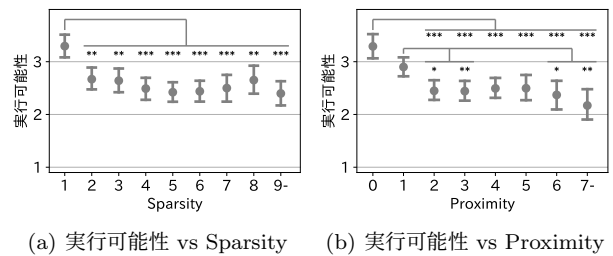 *** *** *** *** *** ***
** ** *** *** *** *** ** ***
* ** * **
実行可能性
3
2
1
1 2 3 4 5 6 7 8 9-
Sparsity
実行可能性
3
2
1
0 1 2 3 4 5 6 7-
Proximity
(a) 実行可能性 vs Sparsity
(b) 実行可能性 vs Proximity